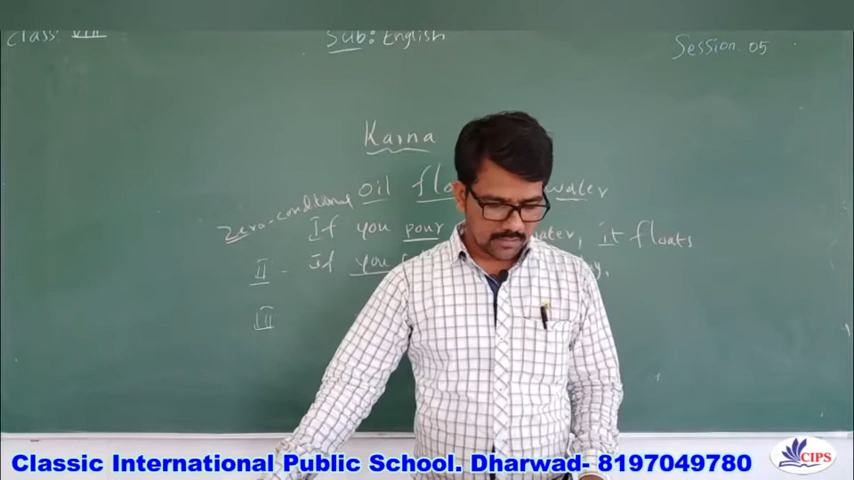 Class: VIII
Sub: English
Session. 05
Karna
oil water
Zero-conditional
If you pour water, it floats
II - If you
III
Classic International Public School. Dharwad- 8197049780
CIPS